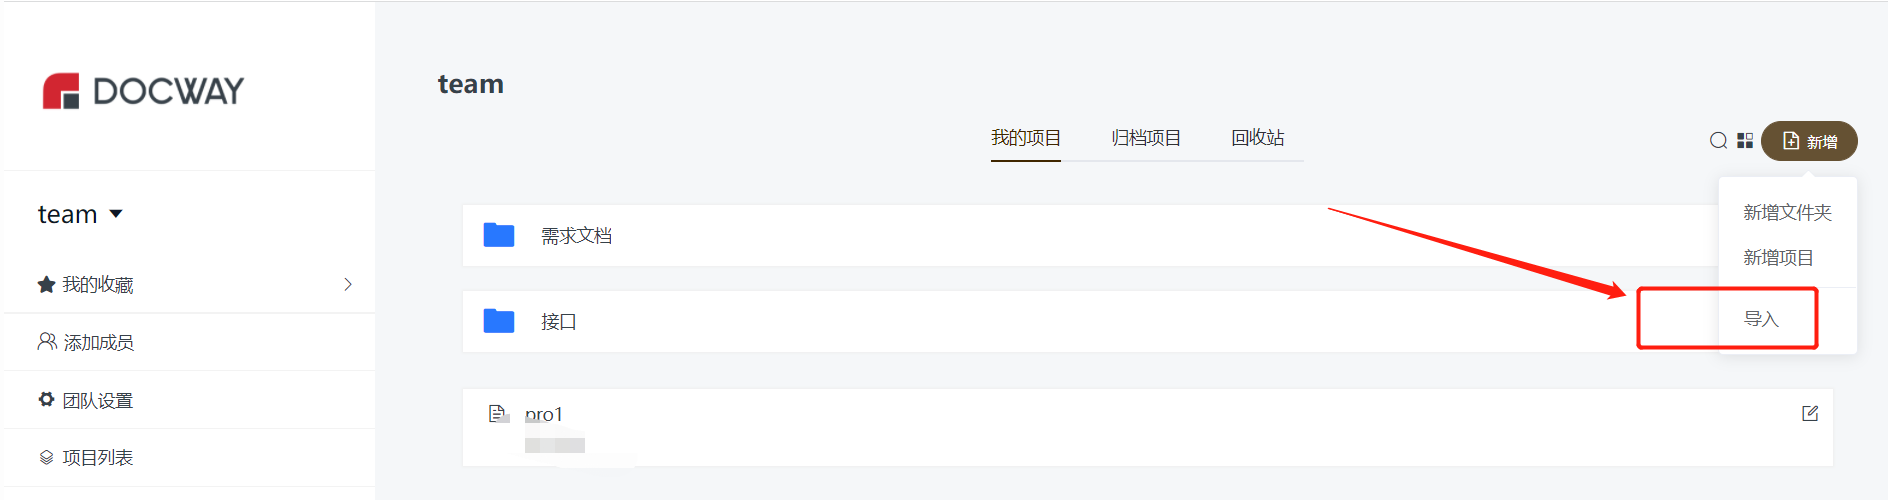 DOCWAY
team
我的收藏
添加成员
团队设置
项目列表
team
我的项目 归档项目 回收站
新增
新增文件夹
新增项目
导入
需求文档
接口
pro1